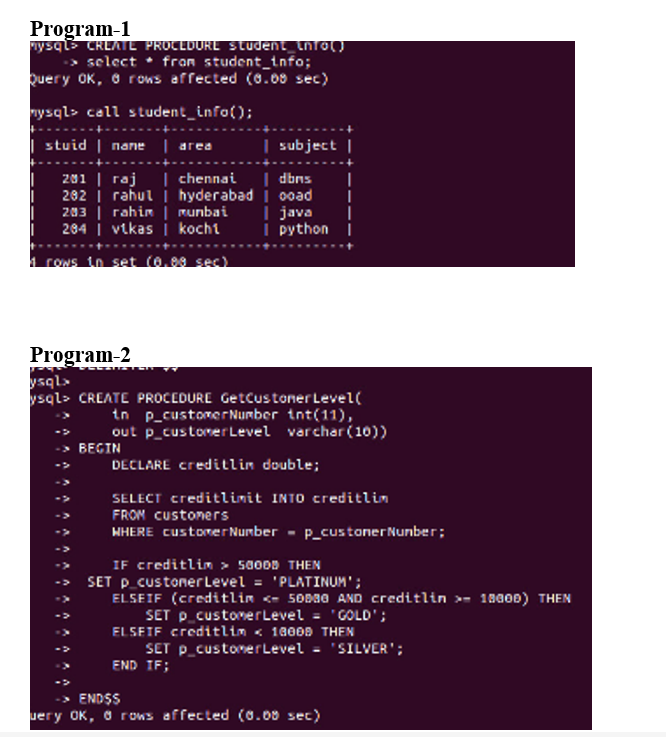 Program-1
mysql> CREATE PROCEDURE student_info()
-> select * from student_info;
Query OK, 0 rows affected (0.00 sec)
mysql> call student_info();
+-------+-------+-----------+---------+
| stuid | name | area | subject |
+-------+-------+-----------+---------+
| 201 | raj | chennai | dbms |
| 202 | rahul | hyderabad | ooad |
| 203 | rahim | mumbai | java |
| 204 | vikas | kochi | python |
+-------+-------+-----------+---------+
4 rows in set (0.00 sec)
Program-2
ysql>
ysql> CREATE PROCEDURE GetCustomerLevel(
-> in p_customerNumber int(11),
-> out p_customerLevel varchar(10))
-> BEGIN
-> DECLARE creditlim double;
->
-> SELECT creditlimit INTO creditlim
-> FROM customers
-> WHERE customerNumber = p_customerNumber;
->
-> IF creditlim > 50000 THEN
-> SET p_customerLevel = 'PLATINUM';
-> ELSEIF (creditlim <= 50000 AND creditlim >= 10000) THEN
-> SET p_customerLevel = 'GOLD';
-> ELSEIF creditlim < 10000 THEN
-> SET p_customerLevel = 'SILVER';
-> END IF;
->
-> END$$
uery OK, 0 rows affected (0.00 sec)